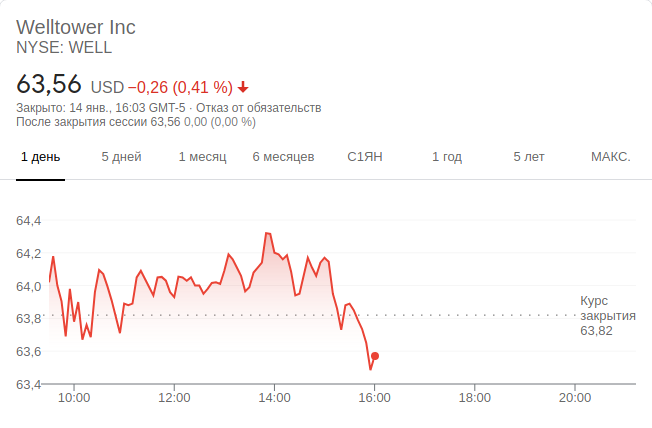 Welltower Inc
NYSE: WELL
63,56 USD −0,26 (0,41 %)
Закрыто: 14 янв., 16:03 GMT-5 · Отказ от обязательств
После закрытия сессии 63,56 0,00 (0,00 %)
1 день 5 дней 1 месяц 6 месяцев С1ЯН 1 год 5 лет МАКС.
64,4
64,2
64,0
63,8
63,6
63,4
Курс
закрытия
63,82
10:00 12:00 14:00 16:00 18:00 20:00